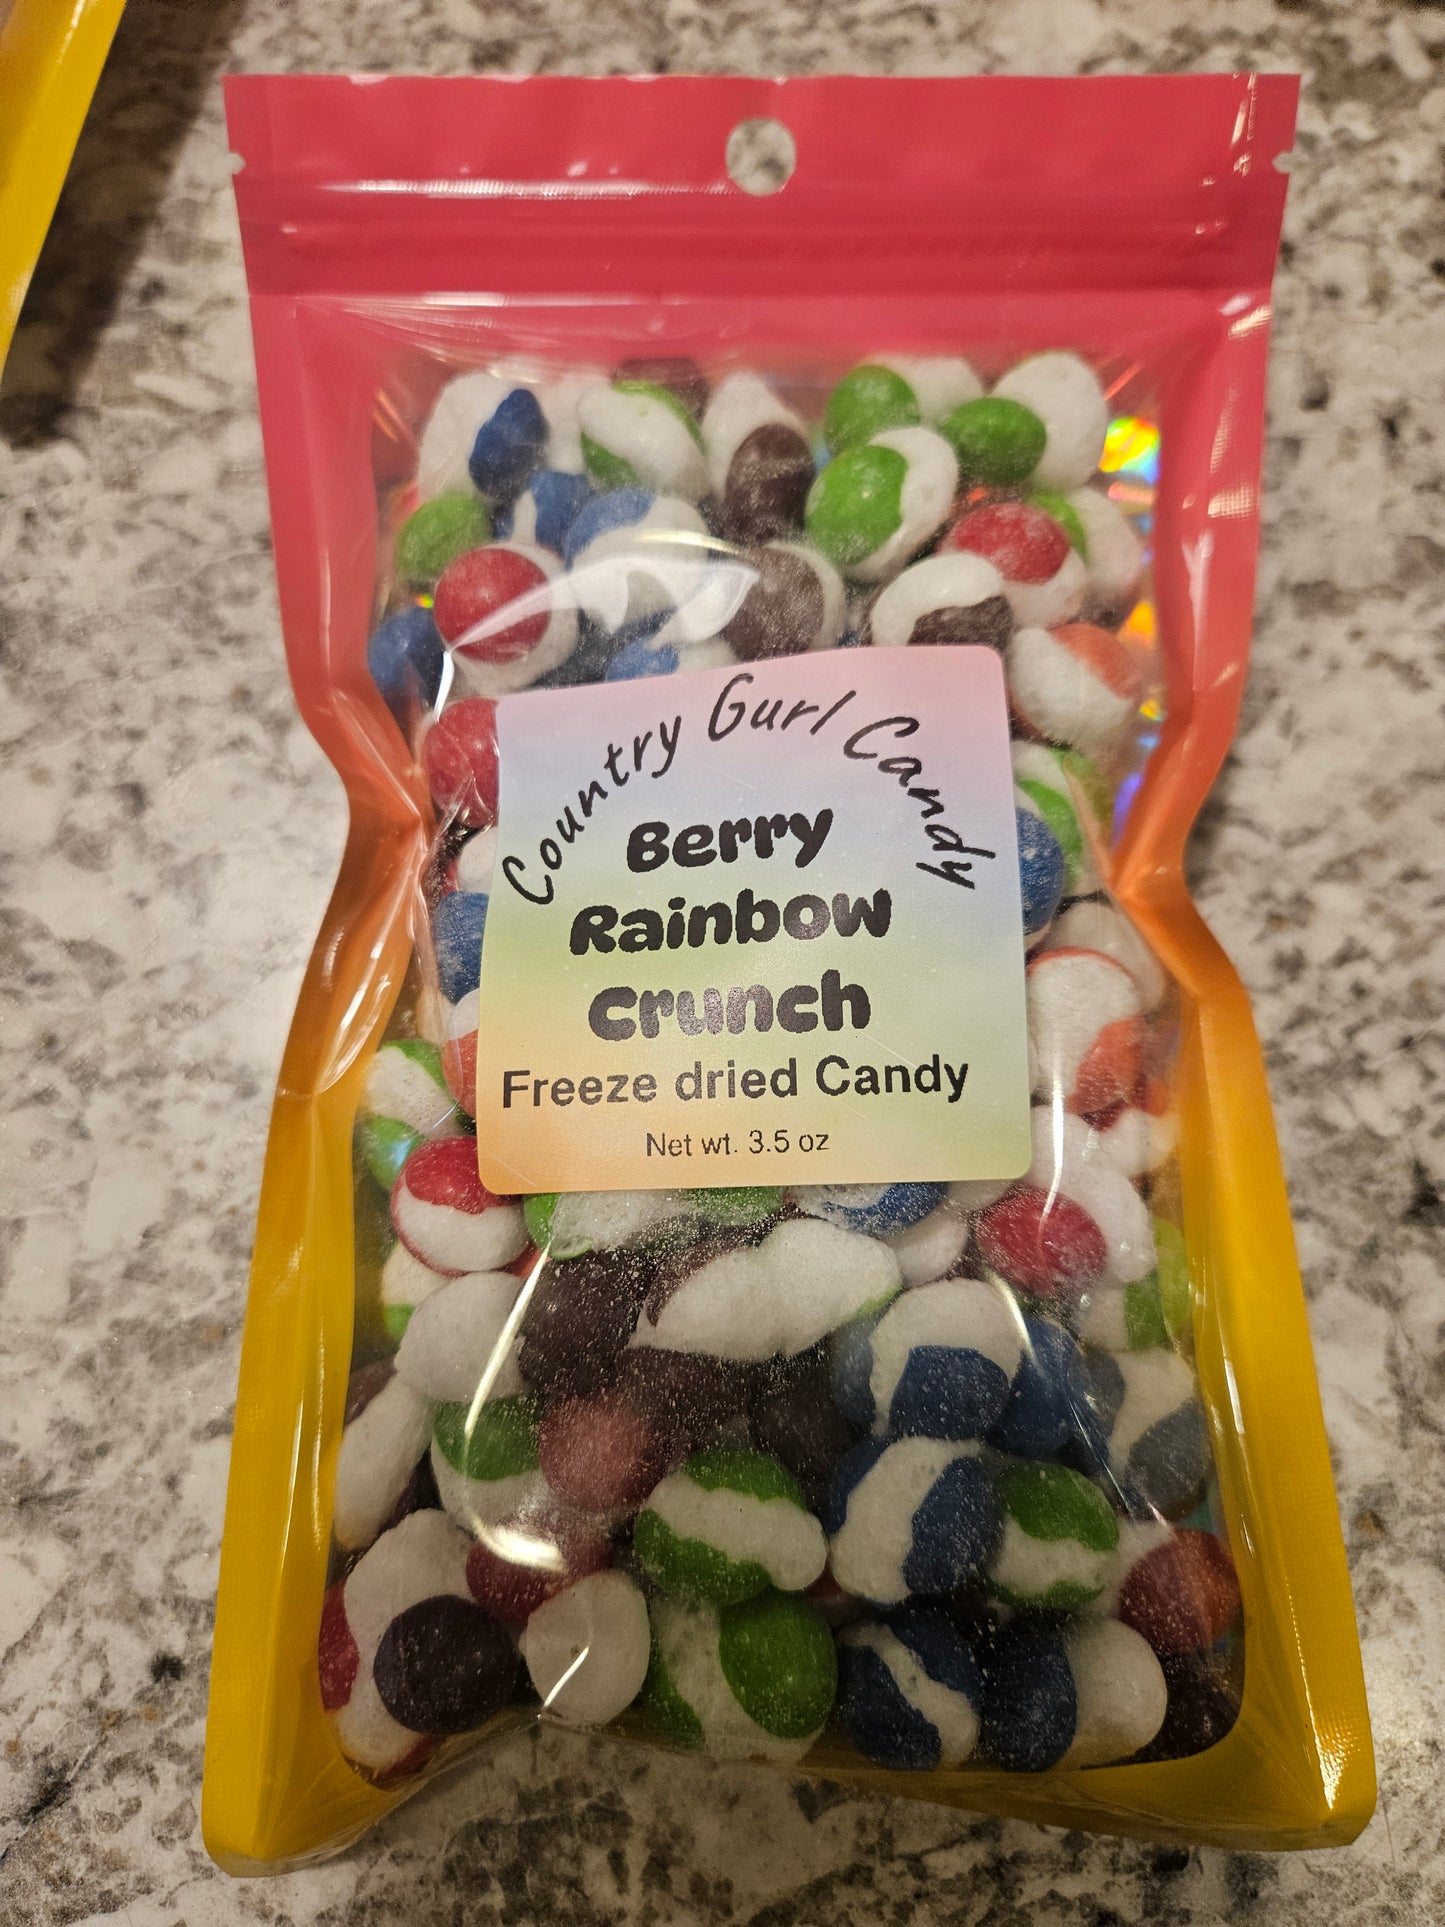 Country Gurl Candy
Berry
Rainbow
Crunch
Freeze dried Candy
Net wt. 3.5 oz